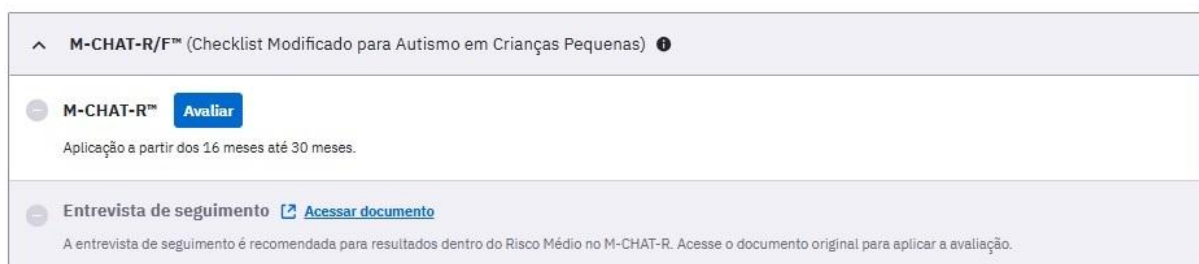 M-CHAT-R/F™ (Checklist Modificado para Autismo em Crianças Pequenas)
M-CHAT-R™ Avaliar
Aplicação a partir dos 16 meses até 30 meses.
Entrevista de seguimento Acessar documento
A entrevista de seguimento é recomendada para resultados dentro do Risco Médio no M-CHAT-R. Acesse o documento original para aplicar a avaliação.